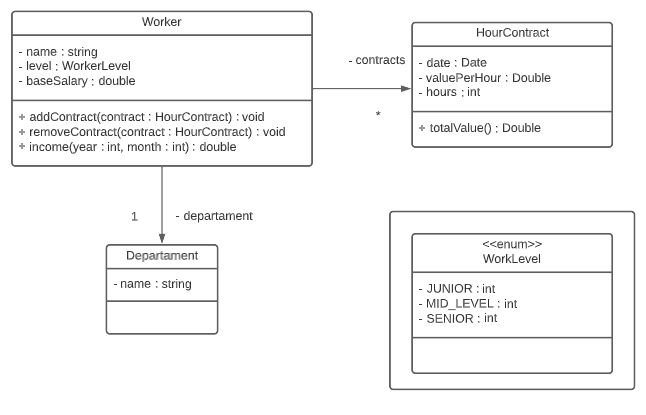 Worker
- name : string
- level : WorkerLevel
- baseSalary : double
+ addContract(contract : HourContract) : void
+ removeContract(contract : HourContract) : void
+ income(year : int, month : int) : double
- contracts
*
HourContract
- date : Date
- valuePerHour : Double
- hours : int
+ totalValue() : Double
1
- departament
Departament
- name : string
<<enum>>
WorkLevel
- JUNIOR : int
- MID_LEVEL : int
- SENIOR : int